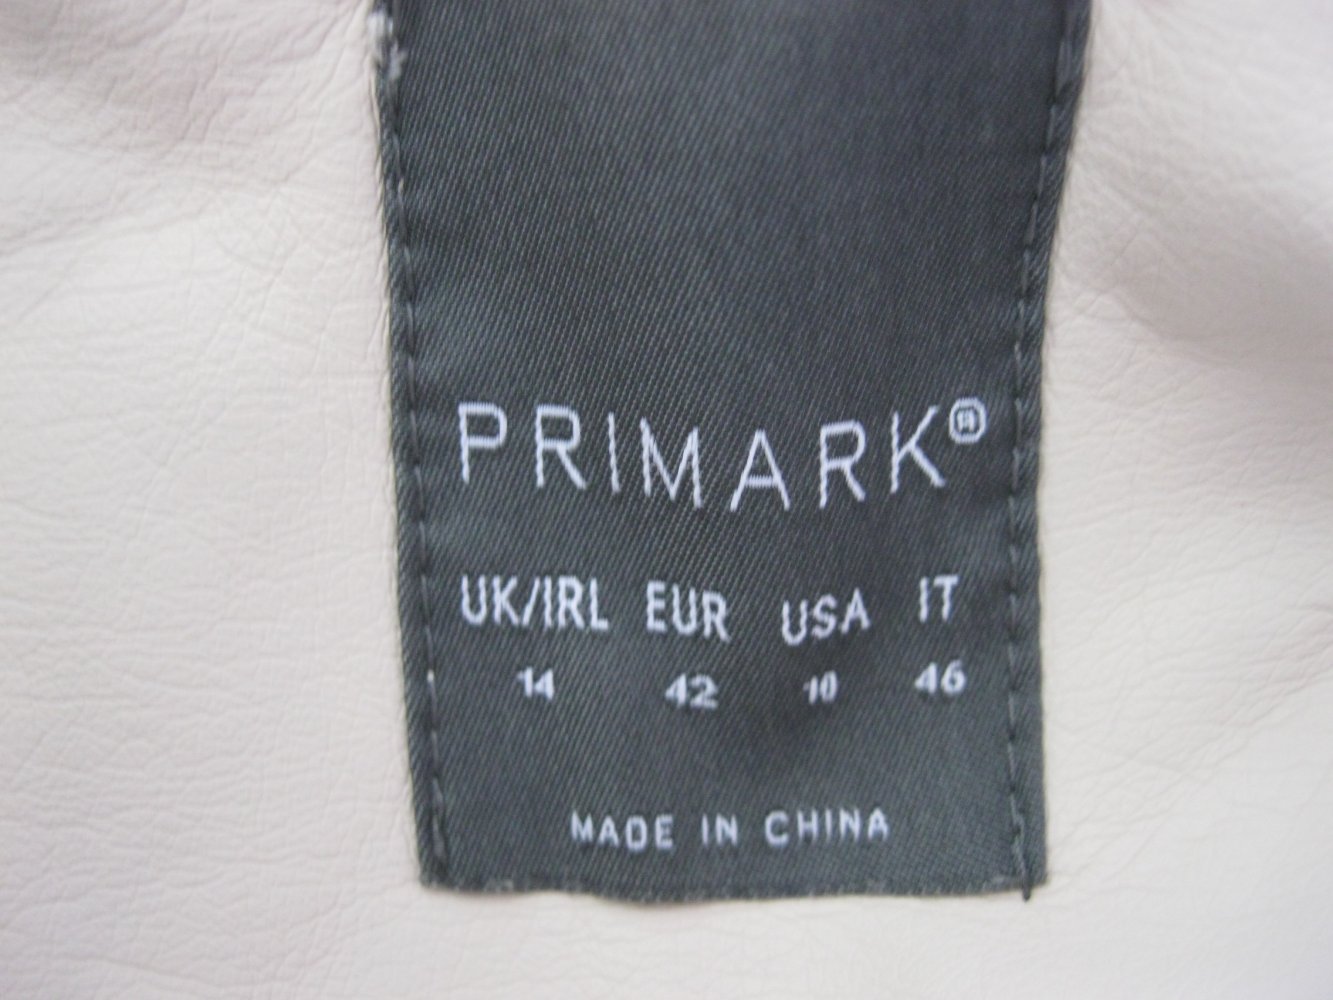 PRIMARK®
UK/IRL EUR USA IT
14 42 10 46
MADE IN CHINA